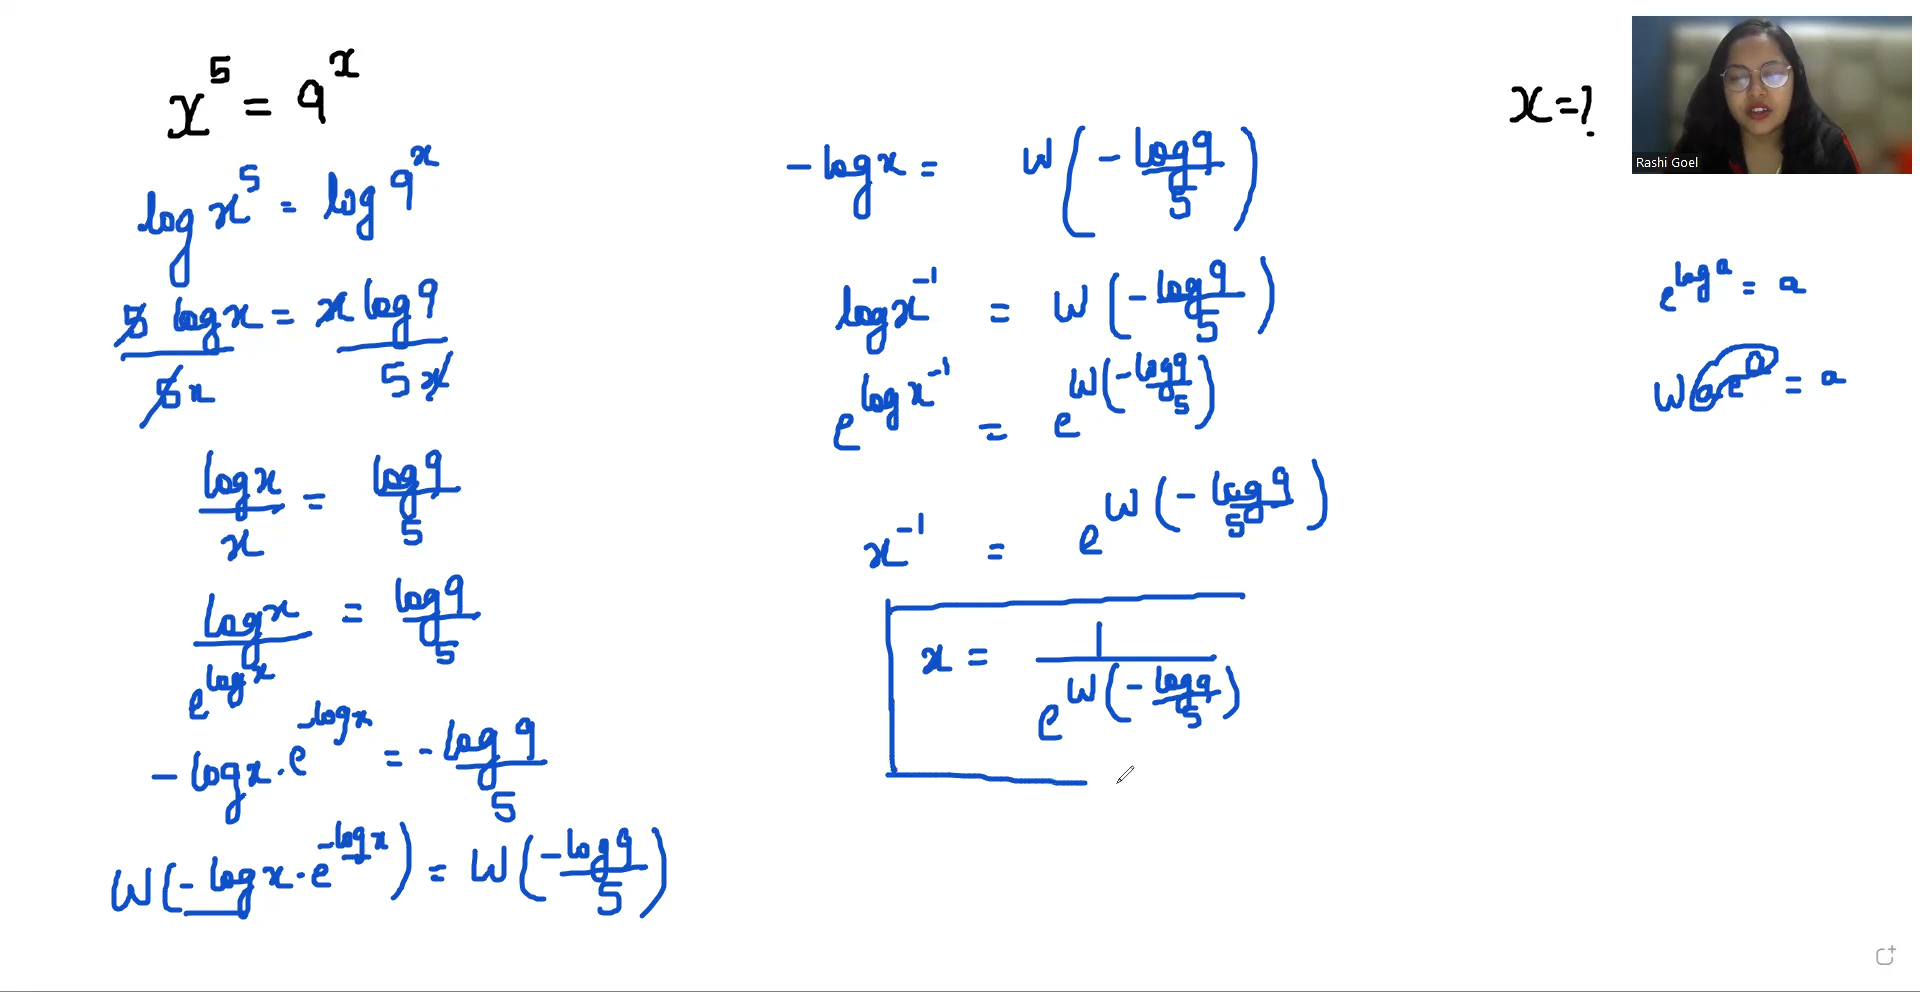 x^5 = 9^x
log x^5 = log 9^x
5 log x / 5x = x log 9 / 5x
log x / x = log 9 / 5
log x / e^(log x) = log 9 / 5
- log x . e^(-log x) = - log 9 / 5
W(- log x . e^(-log x)) = W(- log 9 / 5)
- log x = W(- log 9 / 5)
log x^-1 = W(- log 9 / 5)
e^(log x^-1) = e^(W(- log 9 / 5))
x^-1 = e^(W(- log 9 / 5))
x = 1 / e^(W(- log 9 / 5))
x = ?
Rashi Goel
e^(log a) = a
W a e^a = a